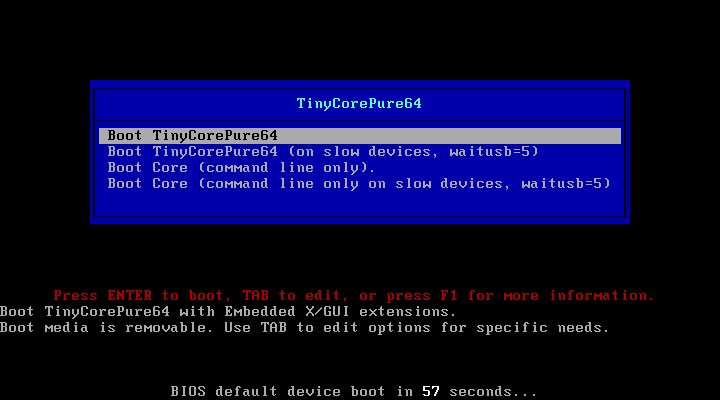 TinyCorePure64
Boot TinyCorePure64
Boot TinyCorePure64 (on slow devices, waitusb=5)
Boot Core (command line only).
Boot Core (command line only on slow devices, waitusb=5)
Press ENTER to boot, TAB to edit, or press F1 for more information.
Boot TinyCorePure64 with Embedded X/GUI extensions.
Boot media is removable. Use TAB to edit options for specific needs.
BIOS default device boot in 57 seconds...